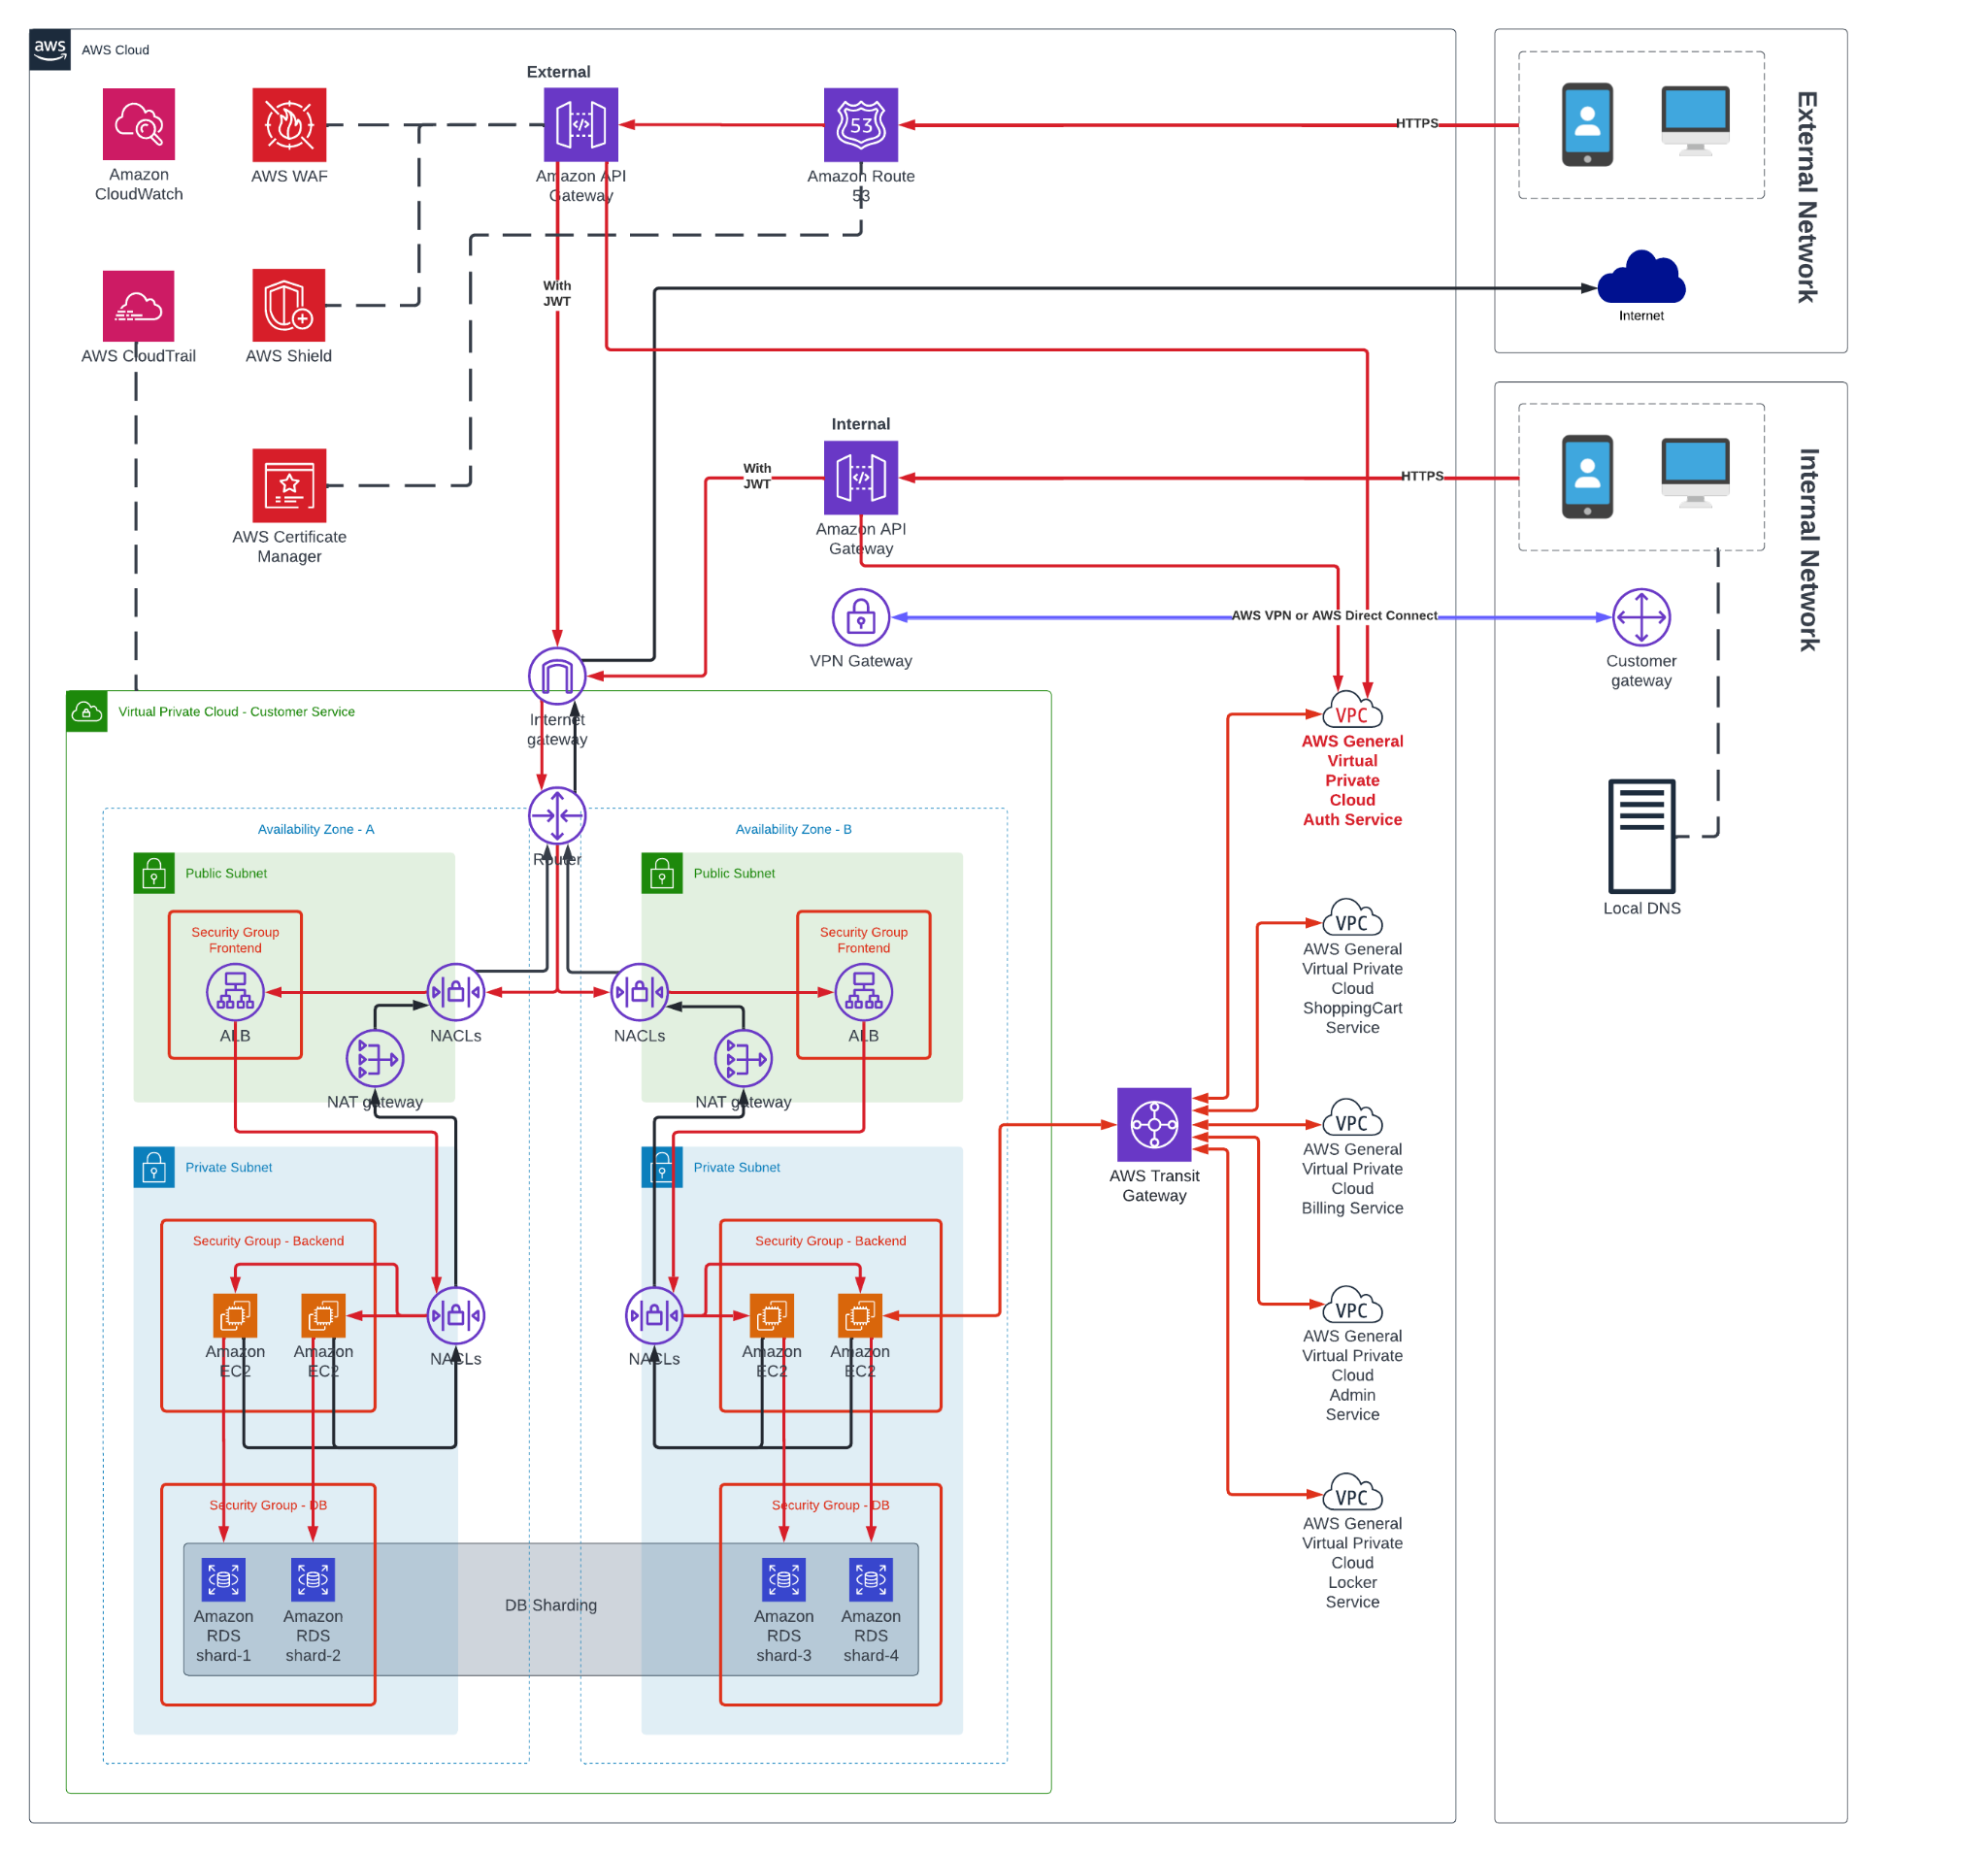 aws
AWS Cloud
External
Amazon
CloudWatch
AWS WAF
Amazon API
Gateway
53
Amazon Route
53
HTTPS
External Network
AWS CloudTrail
AWS Shield
With
JWT
Internet
Internal
AWS Certificate
Manager
With
JWT
Amazon API
Gateway
HTTPS
Internal Network
VPN Gateway
AWS VPN or AWS Direct Connect
Customer
gateway
Virtual Private Cloud - Customer Service
Internet
gateway
VPC
AWS General
Virtual
Private
Cloud
Auth Service
Availability Zone - A
Router
Availability Zone - B
Public Subnet
Public Subnet
Local DNS
Security Group
Frontend
Security Group
Frontend
VPC
AWS General
Virtual Private
Cloud
ShoppingCart
Service
ALB
NACLs
NACLs
ALB
NAT gateway
NAT gateway
AWS Transit
Gateway
VPC
AWS General
Virtual Private
Cloud
Billing Service
Private Subnet
Private Subnet
Security Group - Backend
Security Group - Backend
VPC
AWS General
Virtual Private
Cloud
Admin
Service
Amazon
EC2
Amazon
EC2
NACLs
NACLs
Amazon
EC2
Amazon
EC2
Security Group - DB
Security Group - DB
VPC
AWS General
Virtual Private
Cloud
Locker
Service
DB Sharding
Amazon
RDS
shard-1
Amazon
RDS
shard-2
Amazon
RDS
shard-3
Amazon
RDS
shard-4